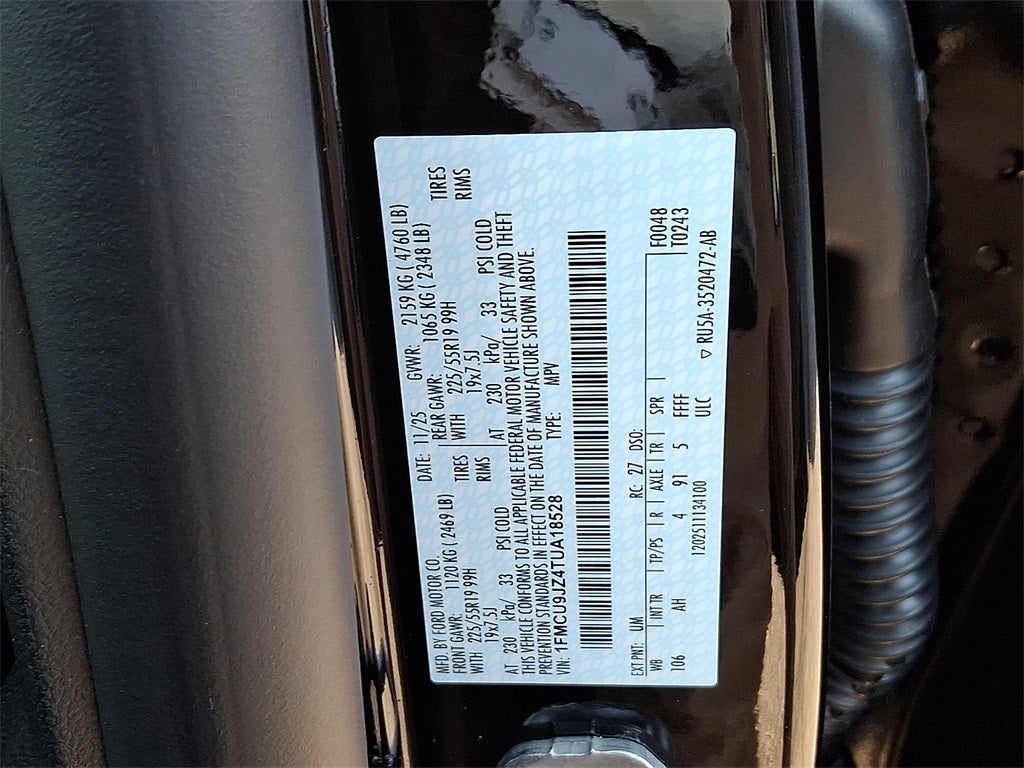 MFD. BY FORD MOTOR CO.
DATE: 11/25 GVWR: 2159 KG ( 4760 LB)
FRONT GAWR: 1120 KG ( 2469 LB) REAR GAWR: 1065 KG ( 2348 LB)
WITH 225/55R19 99H TIRES WITH 225/55R19 99H TIRES
19x7.5J RIMS 19x7.5J RIMS
AT 230 kPa/ 33 PSI COLD AT 230 kPa/ 33 PSI COLD
THIS VEHICLE CONFORMS TO ALL APPLICABLE FEDERAL MOTOR VEHICLE SAFETY AND THEFT
PREVENTION STANDARDS IN EFFECT ON THE DATE OF MANUFACTURE SHOWN ABOVE.
VIN: 1FMCU9JZ4TUA18528 TYPE: MPV
EXT PNT: UM RC: 27 DSO:
WB INT TR TP/PS R AXLE TR SPR F0048
106 AH 4 91 5 FFFF T0243
1202511134100 ULC ▽ RU5A-3520472-AB